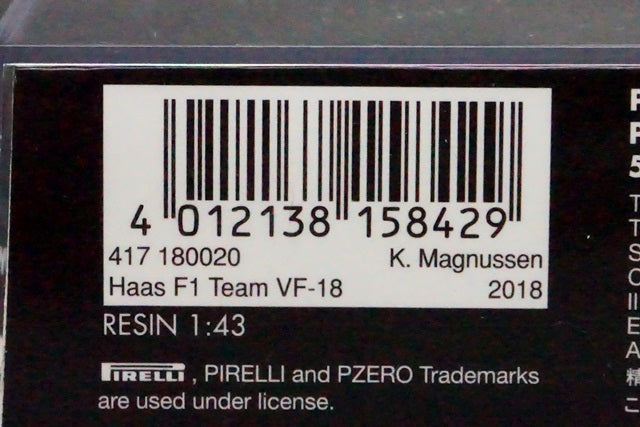 4 012138 158429
417 180020 K. Magnussen
Haas F1 Team VF-18 2018
RESIN 1:43
PIRELLI , PIRELLI and PZERO Trademarks
are used under license.